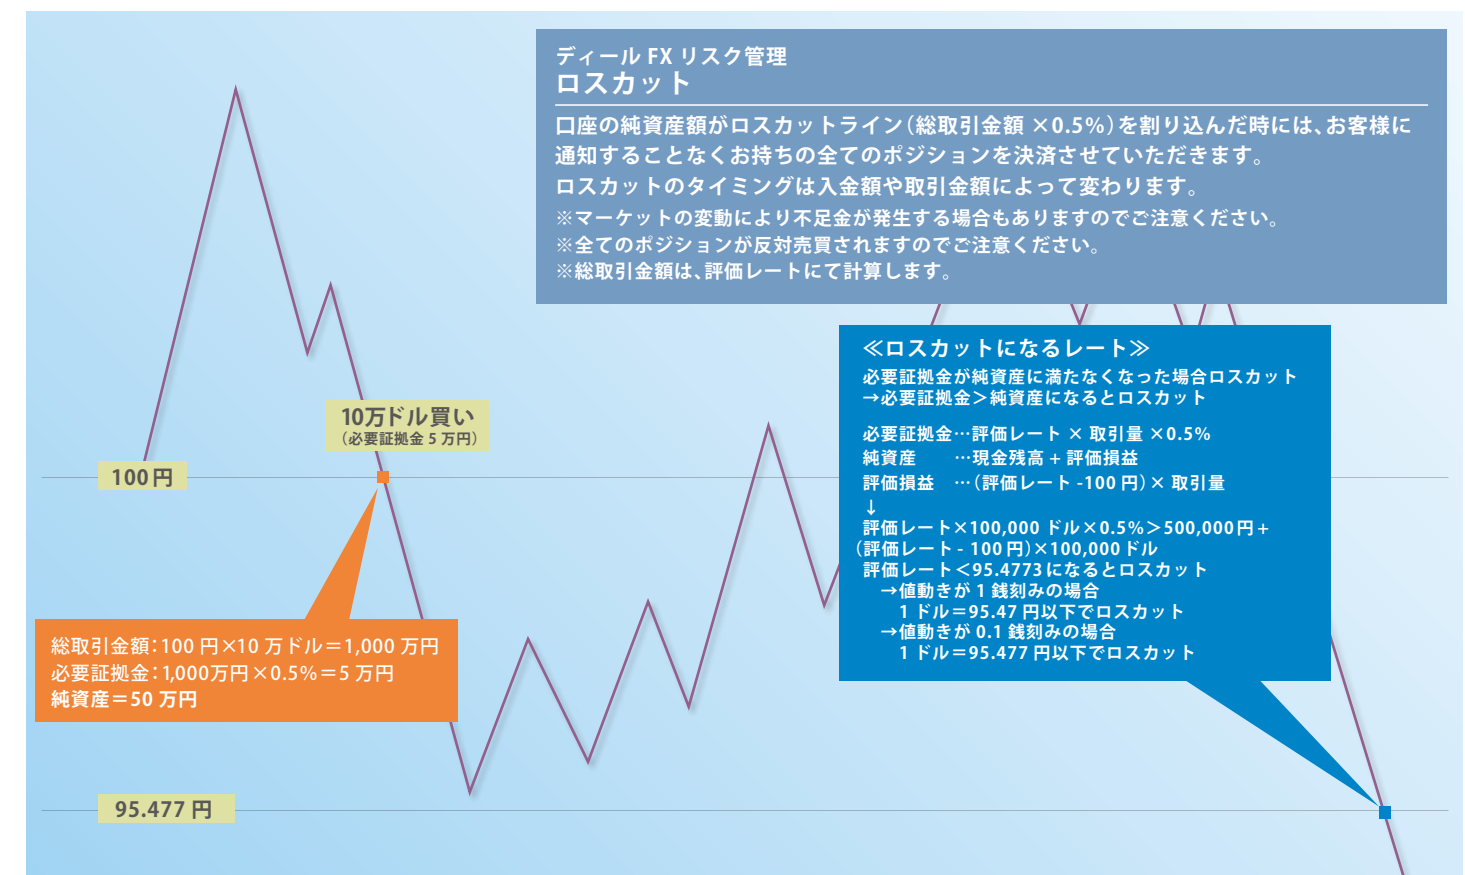 ディール FX リスク管理
ロスカット
口座の純資産額がロスカットライン（総取引金額 ×0.5%）を割り込んだ時には、お客様に
通知することなくお持ちの全てのポジションを決済させていただきます。
ロスカットのタイミングは入金額や取引金額によって変わります。
※マーケットの変動により不足金が発生する場合もありますのでご注意ください。
※全てのポジションが反対売買されますのでご注意ください。
※総取引金額は、評価レートにて計算します。
≪ロスカットになるレート≫
必要証拠金が純資産に満たなくなった場合ロスカット
→必要証拠金＞純資産になるとロスカット
必要証拠金…評価レート × 取引量 ×0.5%
純資産　　…現金残高 + 評価損益
評価損益　…（評価レート -100 円）× 取引量
↓
評価レート×100,000 ドル×0.5%＞500,000円+
（評価レート - 100 円）×100,000ドル
評価レート＜95.4773になるとロスカット
→値動きが 1 銭刻みの場合
1 ドル＝95.47 円以下でロスカット
→値動きが 0.1 銭刻みの場合
1 ドル＝95.477 円以下でロスカット
10万ドル買い
（必要証拠金 5 万円）
100円
総取引金額：100 円×10 万ドル＝1,000 万円
必要証拠金：1,000万円×0.5%＝5 万円
純資産＝50 万円
95.477 円